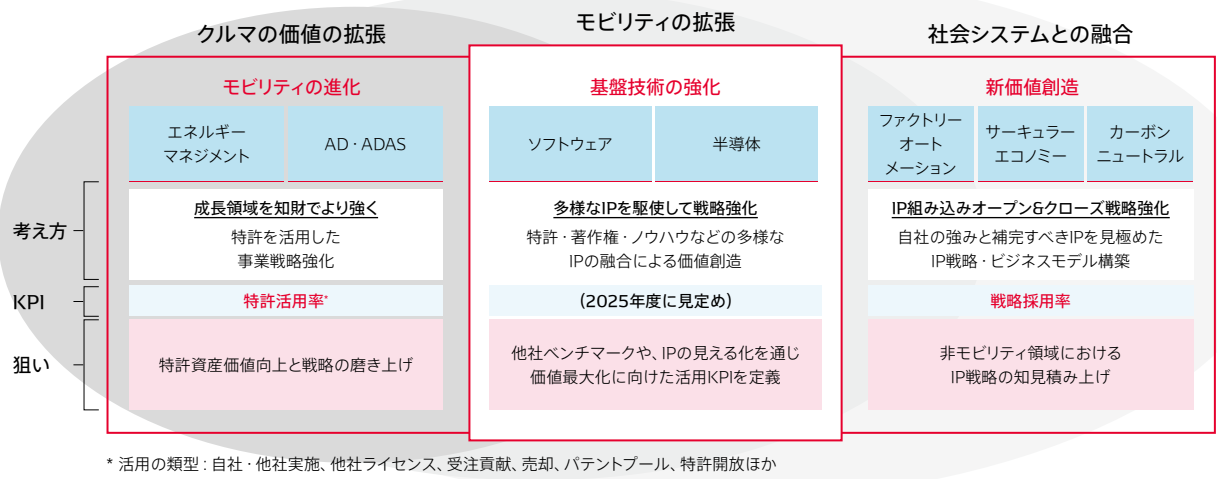 クルマの価値の拡張
モビリティの拡張
社会システムとの融合
モビリティの進化
基盤技術の強化
新価値創造
エネルギー
マネジメント
AD・ADAS
ソフトウェア
半導体
ファクトリー
オート
メーション
サーキュラー
エコノミー
カーボン
ニュートラル
考え方
成長領域を知財でより強く
特許を活用した
事業戦略強化
多様なIPを駆使して戦略強化
特許・著作権・ノウハウなどの多様な
IPの融合による価値創造
IP組み込みオープン&クローズ戦略強化
自社の強みと補完すべきIPを見極めた
IP戦略・ビジネスモデル構築
KPI
特許活用率*
（2025年度に見定め）
戦略採用率
狙い
特許資産価値向上と戦略の磨き上げ
他社ベンチマークや、IPの見える化を通じ
価値最大化に向けた活用KPIを定義
非モビリティ領域における
IP戦略の知見積み上げ
* 活用の類型：自社・他社実施、他社ライセンス、受注貢献、売却、パテントプール、特許開放ほか